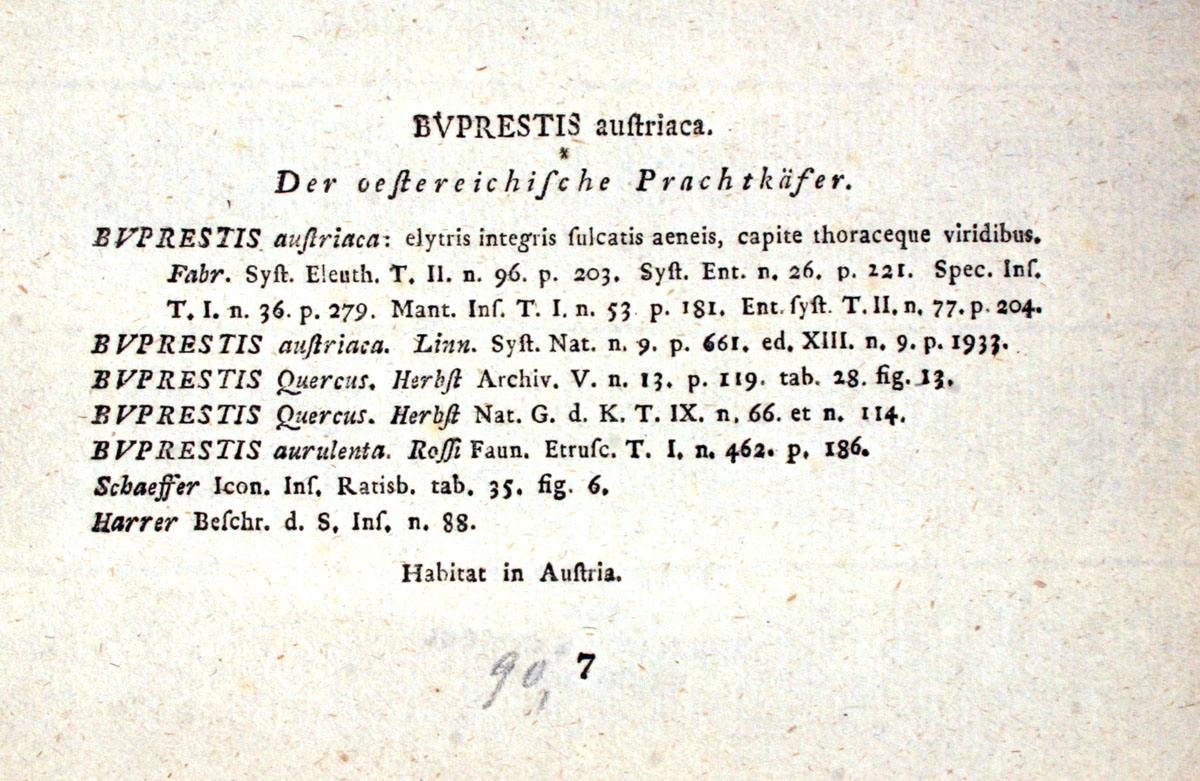 BVPRESTIS auſtriaca.
*
Der oeſtereichiſche Prachtkäfer.
BVPRESTIS auſtriaca: elytris integris ſulcatis aeneis, capite thoraceque viridibus.
Fabr. Syſt. Eleuth. T. II. n. 96. p. 203. Syſt. Ent. n. 26. p. 221. Spec. Inſ.
T. I. n. 36. p. 279. Mant. Inſ. T. I. n. 53 p. 181. Ent. ſyſt. T. II. n. 77. p. 204.
BVPRESTIS auſtriaca. Linn. Syſt. Nat. n. 9. p. 661. ed. XIII. n. 9. p. 1933.
BVPRESTIS Quercus. Herbſt Archiv. V. n. 13. p. 119. tab. 28. fig. 13.
BVPRESTIS Quercus. Herbſt Nat. G. d. K. T. IX. n. 66. et n. 114.
BVPRESTIS aurulenta. Roſſi Faun. Etruſc. T. I. n. 462. p. 186.
Schaeffer Icon. Inſ. Ratisb. tab. 35. fig. 6.
Harrer Beſchr. d. S. Inſ. n. 88.
Habitat in Auſtria.
90, 7